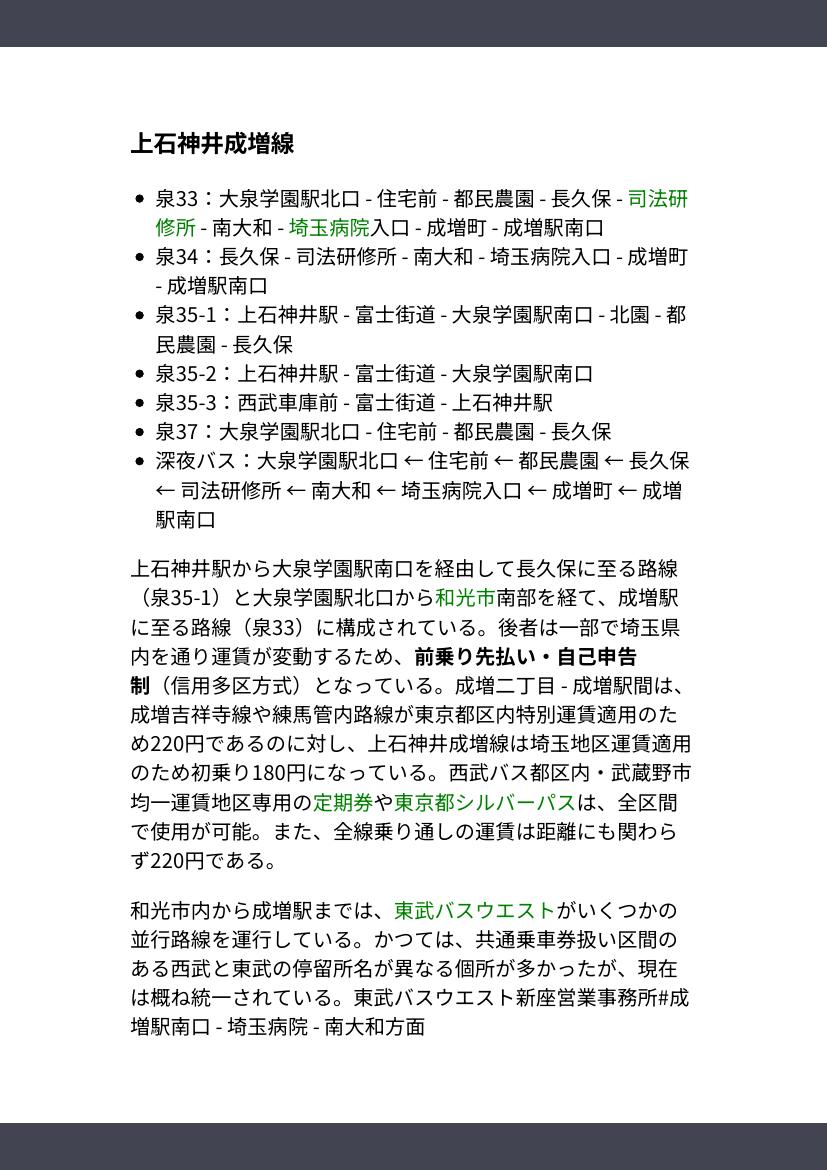 上石神井成増線
• 泉33：大泉学園駅北口 - 住宅前 - 都民農園 - 長久保 - 司法研
修所 - 南大和 - 埼玉病院入口 - 成増町 - 成増駅南口
• 泉34：長久保 - 司法研修所 - 南大和 - 埼玉病院入口 - 成増町
- 成増駅南口
• 泉35-1：上石神井駅 - 富士街道 - 大泉学園駅南口 - 北園 - 都
民農園 - 長久保
• 泉35-2：上石神井駅 - 富士街道 - 大泉学園駅南口
• 泉35-3：西武車庫前 - 富士街道 - 上石神井駅
• 泉37：大泉学園駅北口 - 住宅前 - 都民農園 - 長久保
• 深夜バス：大泉学園駅北口 ← 住宅前 ← 都民農園 ← 長久保
← 司法研修所 ← 南大和 ← 埼玉病院入口 ← 成増町 ← 成増
駅南口
上石神井駅から大泉学園駅南口を経由して長久保に至る路線
（泉35-1）と大泉学園駅北口から和光市南部を経て、成増駅
に至る路線（泉33）に構成されている。後者は一部で埼玉県
内を通り運賃が変動するため、前乗り先払い・自己申告
制（信用多区方式）となっている。成増二丁目 - 成増駅間は、
成増吉祥寺線や練馬管内路線が東京都区内特別運賃適用のた
め220円であるのに対し、上石神井成増線は埼玉地区運賃適用
のため初乗り180円になっている。西武バス都区内・武蔵野市
均一運賃地区専用の定期券や東京都シルバーパスは、全区間
で使用が可能。また、全線乗り通しの運賃は距離にも関わら
ず220円である。
和光市内から成増駅までは、東武バスウエストがいくつかの
並行路線を運行している。かつては、共通乗車券扱い区間の
ある西武と東武の停留所名が異なる個所が多かったが、現在
は概ね統一されている。東武バスウエスト新座営業事務所#成
増駅南口 - 埼玉病院 - 南大和方面